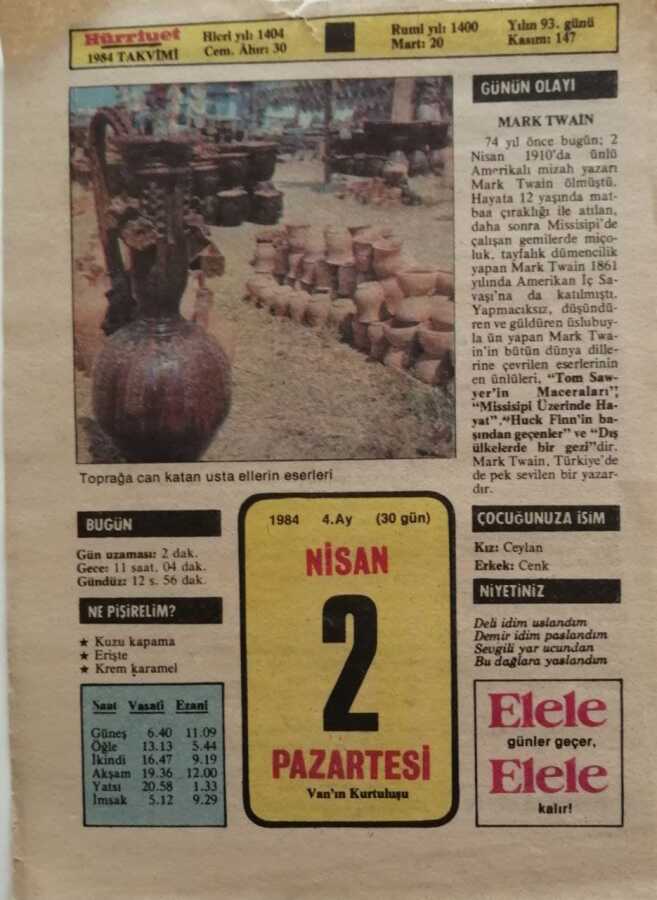 Hürriyet
1984 TAKVİMİ
Hicri yıl: 1404
Cem. Âhır: 30
Rumî yıl: 1400
Mart: 20
Yılın 93. günü
Kasım: 147
GÜNÜN OLAYI
MARK TWAIN
74 yıl önce bugün; 2
Nisan 1910'da ünlü
Amerikalı mizah yazarı
Mark Twain ölmüştü.
Hayata 12 yaşında mat-
baa çıraklığı ile atılan,
daha sonra Missisipi'de
çalışan gemilerde miço-
luk, tayfalık dümencilik
yapan Mark Twain 1861
yılında Amerikan İç Sa-
vaşı'na da katılmıştı.
Yapmacıksız, düşündü-
ren ve güldüren üslubuy-
la ün yapan Mark Twa-
in'in bütün dünya dille-
rine çevrilen eserlerinin
en ünlüleri, “Tom Saw-
yer'in Maceraları”,
“Missisipi Üzerinde Ha-
yat”,“Huck Finn'in ba-
şından geçenler” ve “Dış
ülkelerde bir gezi”dir.
Mark Twain, Türkiye'de
de pek sevilen bir yazar-
dır.
Toprağa can katan usta ellerin eserleri
BUGÜN
Gün uzaması: 2 dak.
Gece: 11 saat, 04 dak.
Gündüz: 12 s. 56 dak.
NE PİŞİRELİM?
★ Kuzu kapama
★ Erişte
★ Krem karamel
Saat Vasati Ezani
Güneş 6.40 11.09
Öğle 13.13 5.44
İkindi 16.47 9.19
Akşam 19.36 12.00
Yatsı 20.58 1.33
İmsak 5.12 9.29
1984 4.Ay (30 gün)
NİSAN
2
PAZARTESİ
Van'ın Kurtuluşu
ÇOCUĞUNUZA İSİM
Kız: Ceylan
Erkek: Cenk
NİYETİNİZ
Deli idim uslandım
Demir idim paslandım
Sevgili yar ucundan
Bu dağlara yaslandım
Elele
günler geçer,
Elele
kalır!